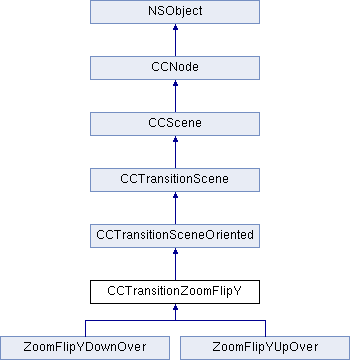 NSObject
CCNode
CCScene
CCTransitionScene
CCTransitionSceneOriented
CCTransitionZoomFlipY
ZoomFlipYDownOver
ZoomFlipYUpOver